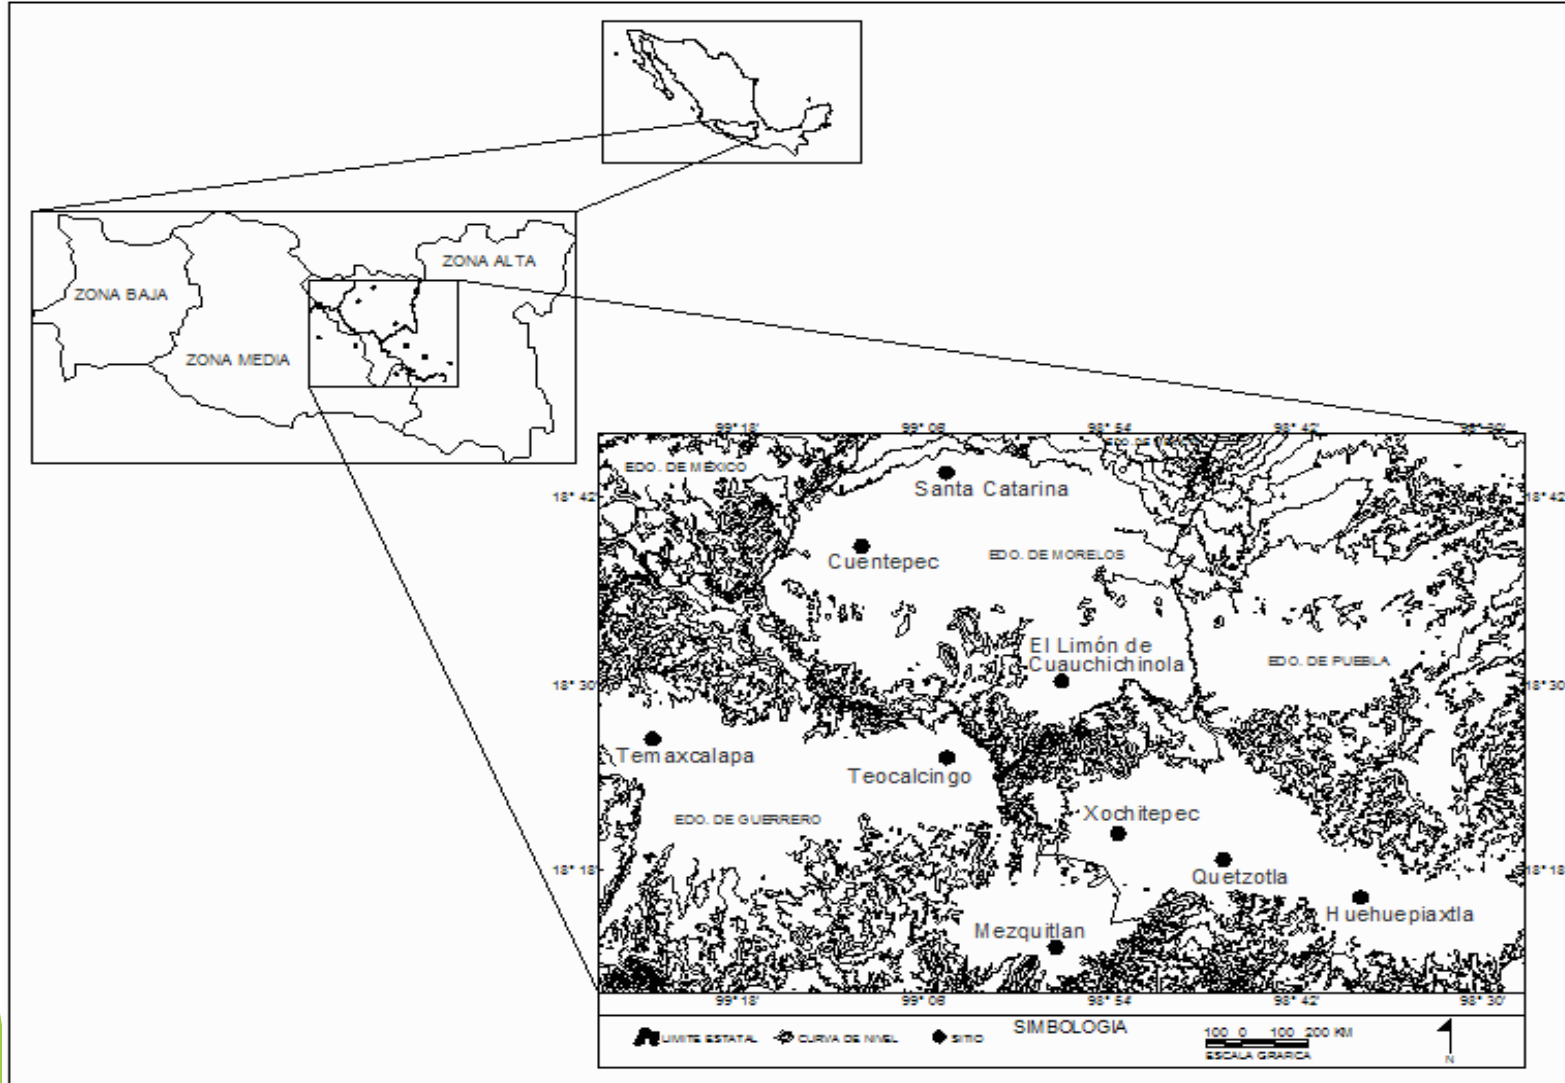 ZONA ALTA
ZONA BAJA
ZONA MEDIA
99° 18'
99° 06'
98° 54'
98° 42'
98° 30'
EDO. DE MÉXICO
18° 42'
Santa Catarina
18° 42'
Cuentepec
EDO. DE MORELOS
El Limón de
Cuauchichinola
EDO. DE PUEBLA
18° 30'
18° 30'
Temaxcalapa
Teocalcingo
EDO. DE GUERRERO
Xochitepec
18° 18'
Quetzotla
18° 18'
Huehuepiaxtla
Mezquitlan
99° 18'
99° 06'
98° 54'
98° 42'
98° 30'
SIMBOLOGIA
LIMITE ESTATAL
CURVA DE NIVEL
SITIO
100 0 100 200 KM
ESCALA GRAFICA
N